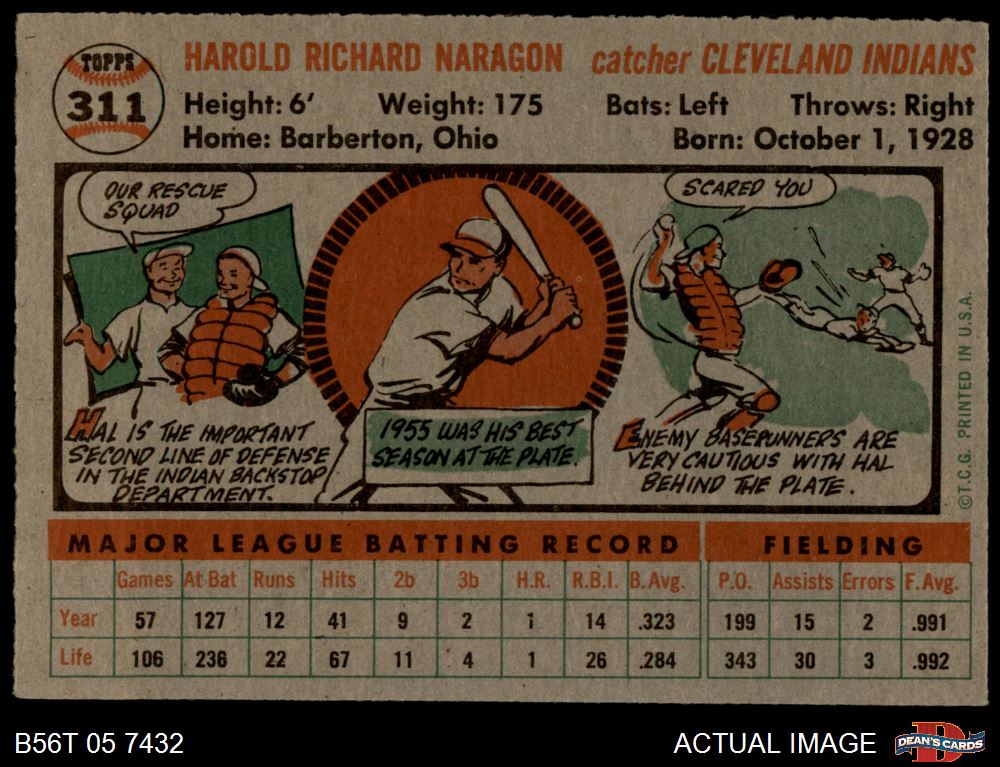 TOPPS
311
HAROLD RICHARD NARAGON catcher CLEVELAND INDIANS
Height: 6' Weight: 175 Bats: Left Throws: Right
Home: Barberton, Ohio Born: October 1, 1928
OUR RESCUE
SQUAD
HAL IS THE IMPORTANT
SECOND LINE OF DEFENSE
IN THE INDIAN BACKSTOP
DEPARTMENT.
1955 WAS HIS BEST
SEASON AT THE PLATE.
SCARED YOU
ENEMY BASERUNNERS ARE
VERY CAUTIOUS WITH HAL
BEHIND THE PLATE.
©T.C.G. PRINTED IN U.S.A.
MAJOR LEAGUE BATTING RECORD FIELDING
Games At Bat Runs Hits 2b 3b H.R. R.B.I. B. Avg. P.O. Assists Errors F. Avg.
Year 57 127 12 41 9 2 1 14 .323 199 15 2 .991
Life 106 236 22 67 11 4 1 26 .284 343 30 3 .992
B56T 05 7432 ACTUAL IMAGE
D
DEAN'S CARDS